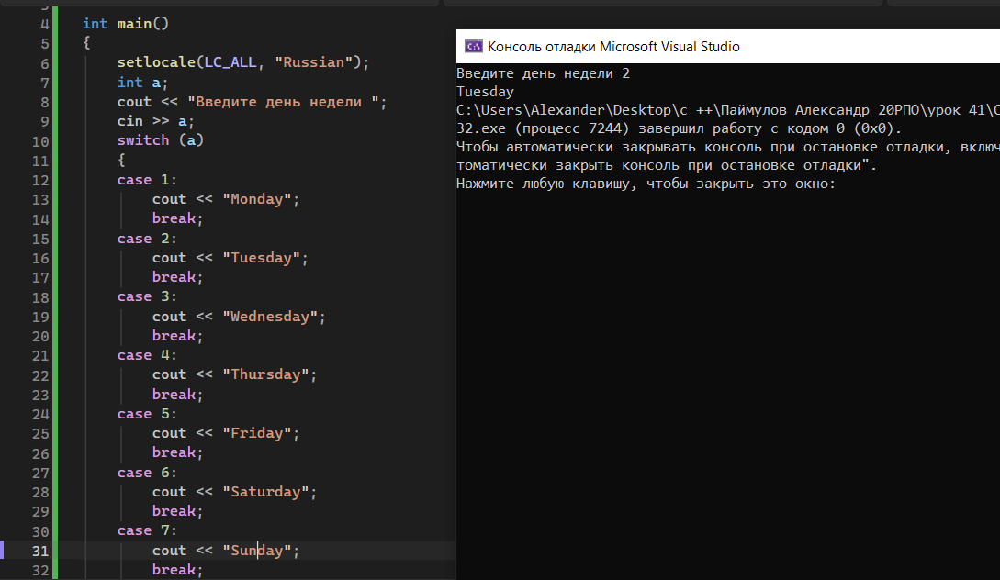 4 int main()
5 {
6 setlocale(LC_ALL, "Russian");
7 int a;
8 cout << "Введите день недели ";
9 cin >> a;
10 switch (a)
11 {
12 case 1:
13 cout << "Monday";
14 break;
15 case 2:
16 cout << "Tuesday";
17 break;
18 case 3:
19 cout << "Wednesday";
20 break;
21 case 4:
22 cout << "Thursday";
23 break;
24 case 5:
25 cout << "Friday";
26 break;
27 case 6:
28 cout << "Saturday";
29 break;
30 case 7:
31 cout << "Sunday";
32 break;
Консоль отладки Microsoft Visual Studio
Введите день недели 2
Tuesday
C:\Users\Alexander\Desktop\c ++\Паймулов Александр 20РПО\урок 41\C
32.exe (процесс 7244) завершил работу с кодом 0 (0x0).
Чтобы автоматически закрывать консоль при остановке отладки, включ
томатически закрыть консоль при остановке отладки".
Нажмите любую клавишу, чтобы закрыть это окно: